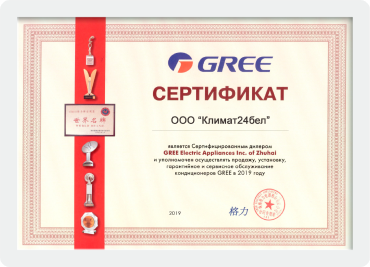 GREE
СЕРТИФИКАТ
ООО "Климат24бел"
является Сертифицированным дилером
GREE Electric Appliances Inc. of Zhuhai
и уполномочен осуществлять продажу, установку,
гарантийное и сервисное обслуживание
кондиционеров GREE в 2019 году
世界名牌
2019
格力